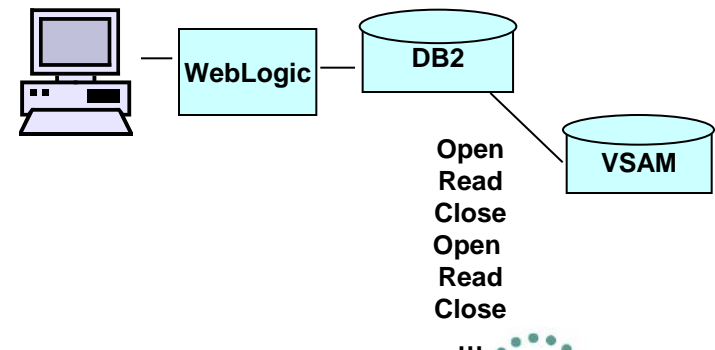 WebLogic
DB2
VSAM
Open
Read
Close
Open
Read
Close
...